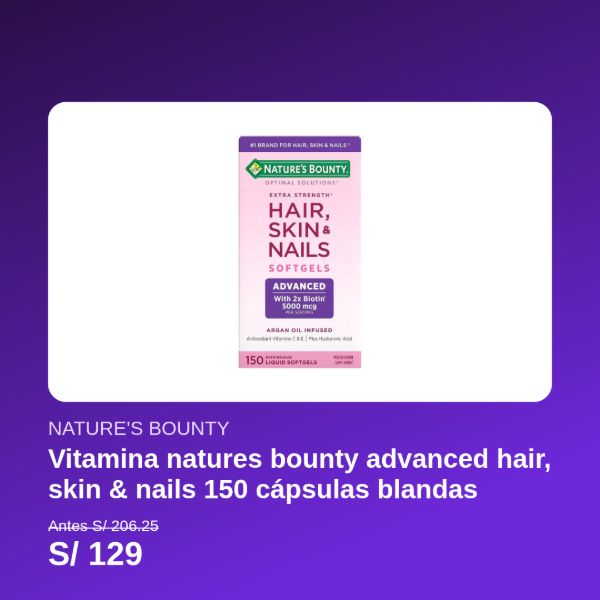 #1 BRAND FOR HAIR, SKIN & NAILS*
NATURE'S BOUNTY
OPTIMAL SOLUTIONS
EXTRA STRENGTH
HAIR,
SKIN &
NAILS
SOFTGELS
ADVANCED
With 2x Biotin
5000 mcg
PER SERVING
ARGAN OIL INFUSED
Antioxidant Vitamins C & E | Plus Hyaluronic Acid
150 RAPID RELEASE
LIQUID SOFTGELS
NATURE'S BOUNTY
Vitamina natures bounty advanced hair,
skin & nails 150 cápsulas blandas
Antes S/ 206.25
S/ 129